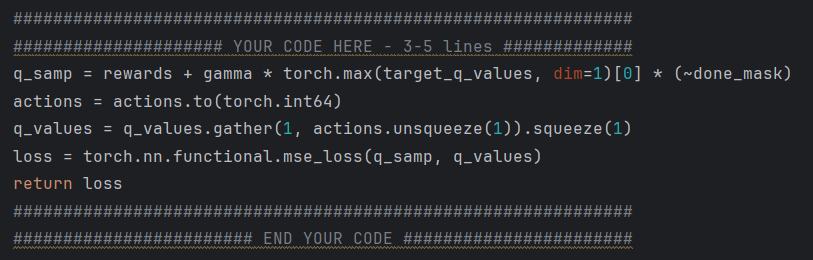 ##############################################################
##################### YOUR CODE HERE - 3-5 lines #############
q_samp = rewards + gamma * torch.max(target_q_values, dim=1)[0] * (~done_mask)
actions = actions.to(torch.int64)
q_values = q_values.gather(1, actions.unsqueeze(1)).squeeze(1)
loss = torch.nn.functional.mse_loss(q_samp, q_values)
return loss
##############################################################
######################## END YOUR CODE #######################